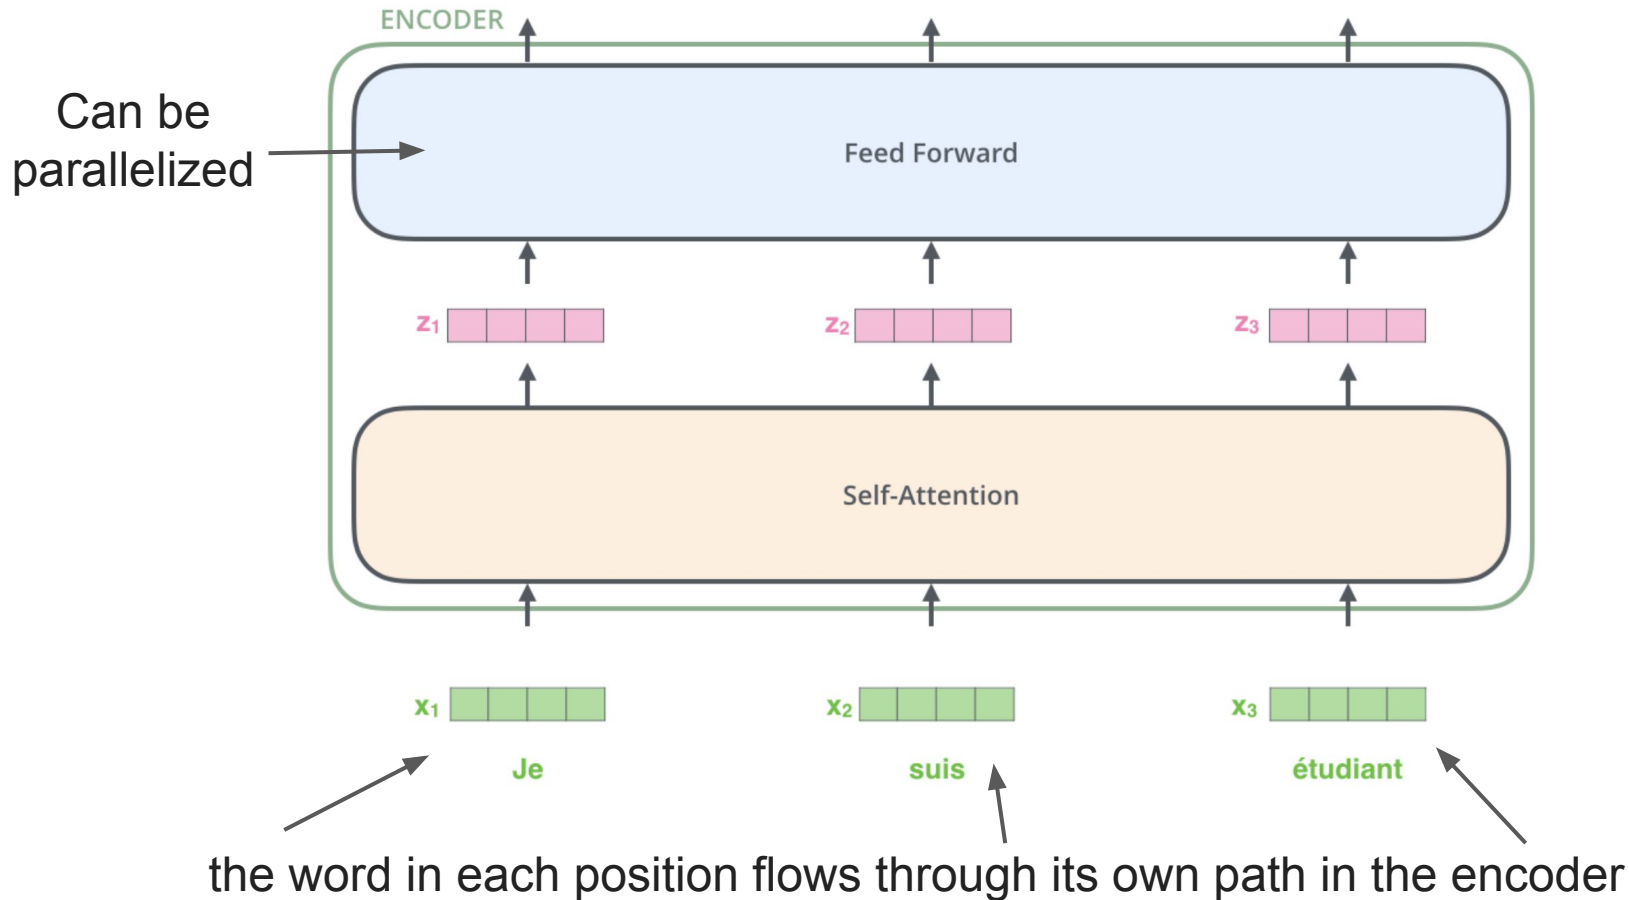 ENCODER
Can be
parallelized
Feed Forward
z₁
z₂
z₃
Self-Attention
x₁
x₂
x₃
Je
suis
étudiant
the word in each position flows through its own path in the encoder